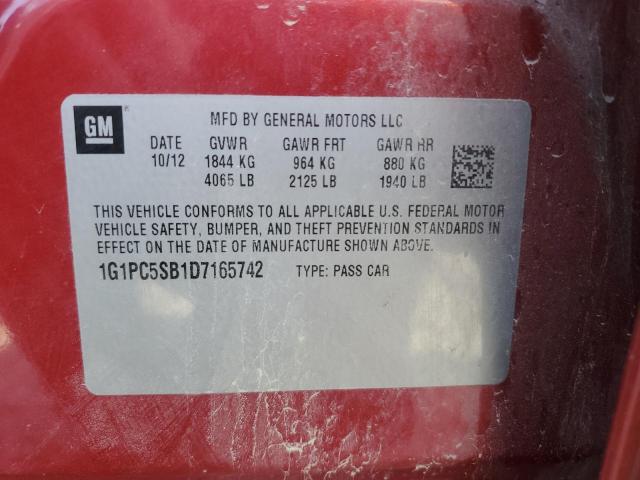 GM
MFD BY GENERAL MOTORS LLC
DATE GVWR GAWR FRT GAWR RR
10/12 1844 KG 964 KG 880 KG
4065 LB 2125 LB 1940 LB
THIS VEHICLE CONFORMS TO ALL APPLICABLE U.S. FEDERAL MOTOR
VEHICLE SAFETY, BUMPER, AND THEFT PREVENTION STANDARDS IN
EFFECT ON THE DATE OF MANUFACTURE SHOWN ABOVE.
1G1PC5SB1D7165742 TYPE: PASS CAR